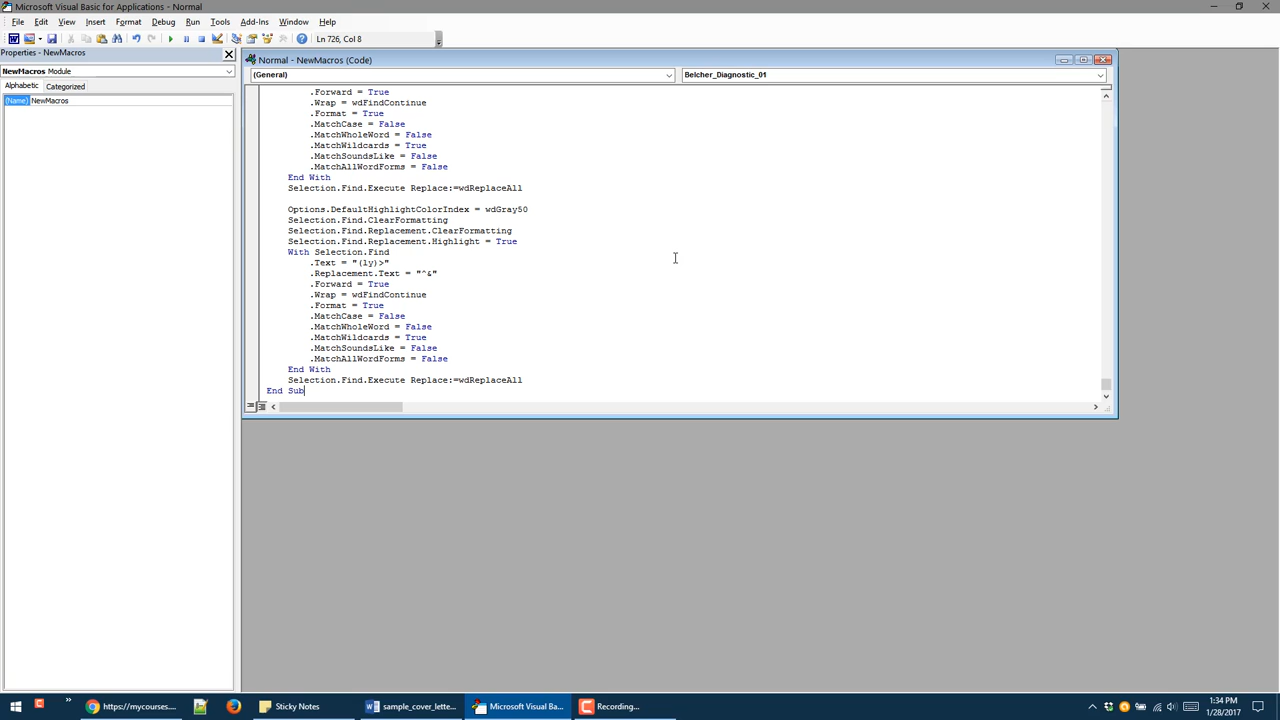 Microsoft Visual Basic for Applications - Normal
File Edit View Insert Format Debug Run Tools Add-Ins Window Help
Ln 726, Col 8
Properties - NewMacros
NewMacros Module
Alphabetic Categorized
(Name) NewMacros
Normal - NewMacros (Code)
(General) Belcher_Diagnostic_01
.Forward = True
.Wrap = wdFindContinue
.Format = True
.MatchCase = False
.MatchWholeWord = False
.MatchWildcards = True
.MatchSoundsLike = False
.MatchAllWordForms = False
End With
Selection.Find.Execute Replace:=wdReplaceAll
Options.DefaultHighlightColorIndex = wdGray50
Selection.Find.ClearFormatting
Selection.Find.Replacement.ClearFormatting
Selection.Find.Replacement.Highlight = True
With Selection.Find
.Text = "(ly)>"
.Replacement.Text = "^&"
.Forward = True
.Wrap = wdFindContinue
.Format = True
.MatchCase = False
.MatchWholeWord = False
.MatchWildcards = True
.MatchSoundsLike = False
.MatchAllWordForms = False
End With
Selection.Find.Execute Replace:=wdReplaceAll
End Sub
https://mycourses.... Sticky Notes sample_cover_lette... Microsoft Visual Ba... Recording...
1:34 PM
1/28/2017